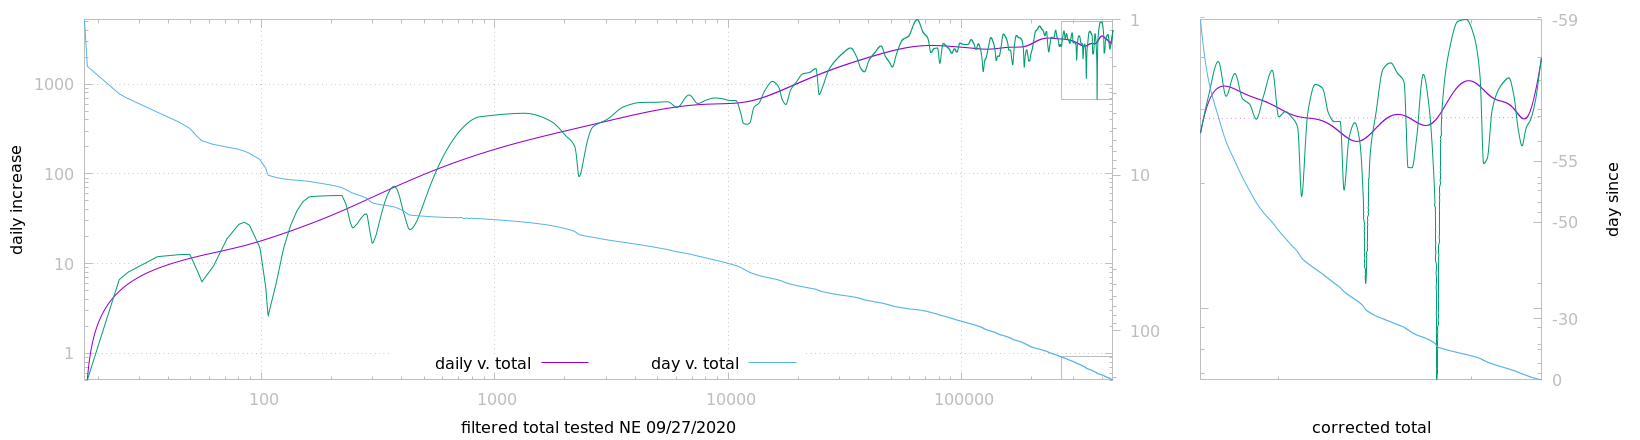 daily increase
1000
100
10
1
100
1000
10000
100000
filtered total tested NE 09/27/2020
daily v. total
day v. total
1
10
100
-59
-55
-50
-30
0
day since
corrected total